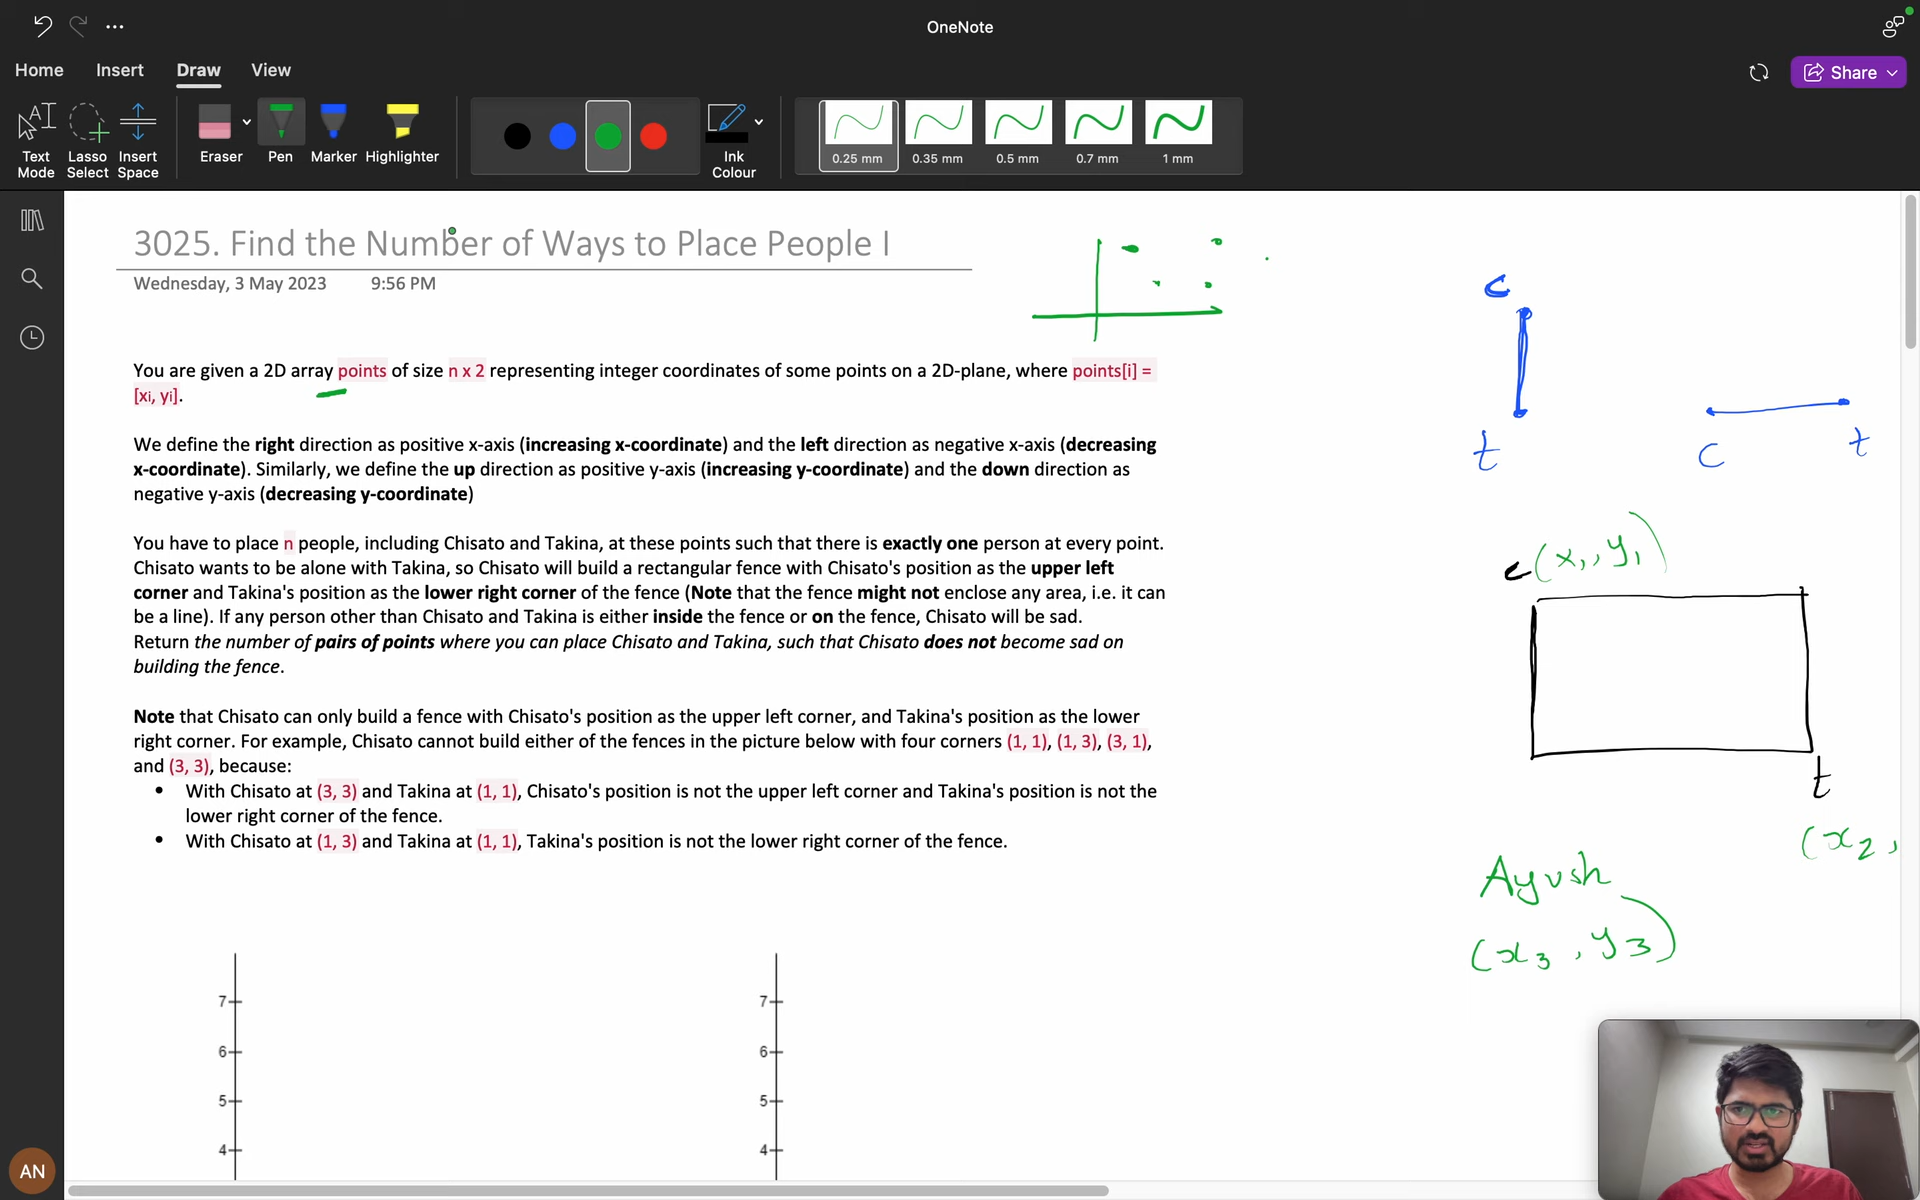 OneNote
Home Insert Draw View
Share
Text Mode
Lasso Select
Insert Space
Eraser
Pen
Marker
Highlighter
Ink Colour
0.25 mm
0.35 mm
0.5 mm
0.7 mm
1 mm
3025. Find the Number of Ways to Place People I
Wednesday, 3 May 2023 9:56 PM
You are given a 2D array points of size n x 2 representing integer coordinates of some points on a 2D-plane, where points[i] =
[xi, yi].
We define the right direction as positive x-axis (increasing x-coordinate) and the left direction as negative x-axis (decreasing
x-coordinate). Similarly, we define the up direction as positive y-axis (increasing y-coordinate) and the down direction as
negative y-axis (decreasing y-coordinate)
You have to place n people, including Chisato and Takina, at these points such that there is exactly one person at every point.
Chisato wants to be alone with Takina, so Chisato will build a rectangular fence with Chisato's position as the upper left
corner and Takina's position as the lower right corner of the fence (Note that the fence might not enclose any area, i.e. it can
be a line). If any person other than Chisato and Takina is either inside the fence or on the fence, Chisato will be sad.
Return the number of pairs of points where you can place Chisato and Takina, such that Chisato does not become sad on
building the fence.
Note that Chisato can only build a fence with Chisato's position as the upper left corner, and Takina's position as the lower
right corner. For example, Chisato cannot build either of the fences in the picture below with four corners (1, 1), (1, 3), (3, 1),
and (3, 3), because:
• With Chisato at (3, 3) and Takina at (1, 1), Chisato's position is not the upper left corner and Takina's position is not the
lower right corner of the fence.
• With Chisato at (1, 3) and Takina at (1, 1), Takina's position is not the lower right corner of the fence.
7
6
5
4
7
6
5
4
c
t
c
t
c (x₁, y₁)
t
(x₂,
Ayush
(x₃, y₃)
AN